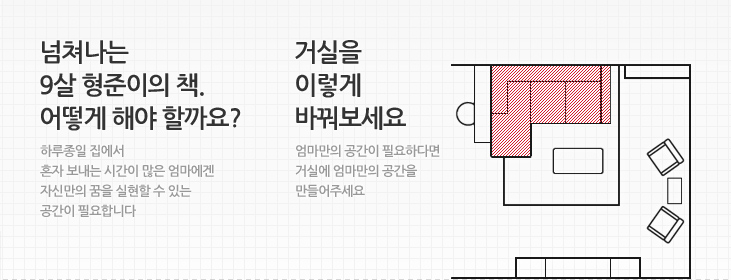 넘쳐나는
9살 형준이의 책.
어떻게 해야 할까요?
하루종일 집에서
혼자 보내는 시간이 많은 엄마에겐
자신만의 꿈을 실현할 수 있는
공간이 필요합니다
거실을
이렇게
바꿔보세요
엄마만의 공간이 필요하다면
거실에 엄마만의 공간을
만들어주세요